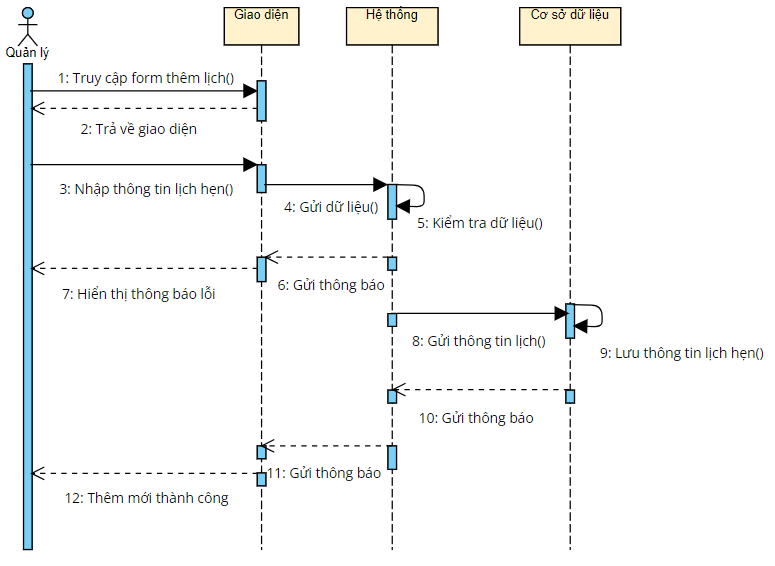 Giao diện
Hệ thống
Cơ sở dữ liệu
Quản lý
1: Truy cập form thêm lịch()
2: Trả về giao diện
3: Nhập thông tin lịch hẹn()
4: Gửi dữ liệu()
5: Kiểm tra dữ liệu()
6: Gửi thông báo
7: Hiển thị thông báo lỗi
8: Gửi thông tin lịch()
9: Lưu thông tin lịch hẹn()
10: Gửi thông báo
11: Gửi thông báo
12: Thêm mới thành công